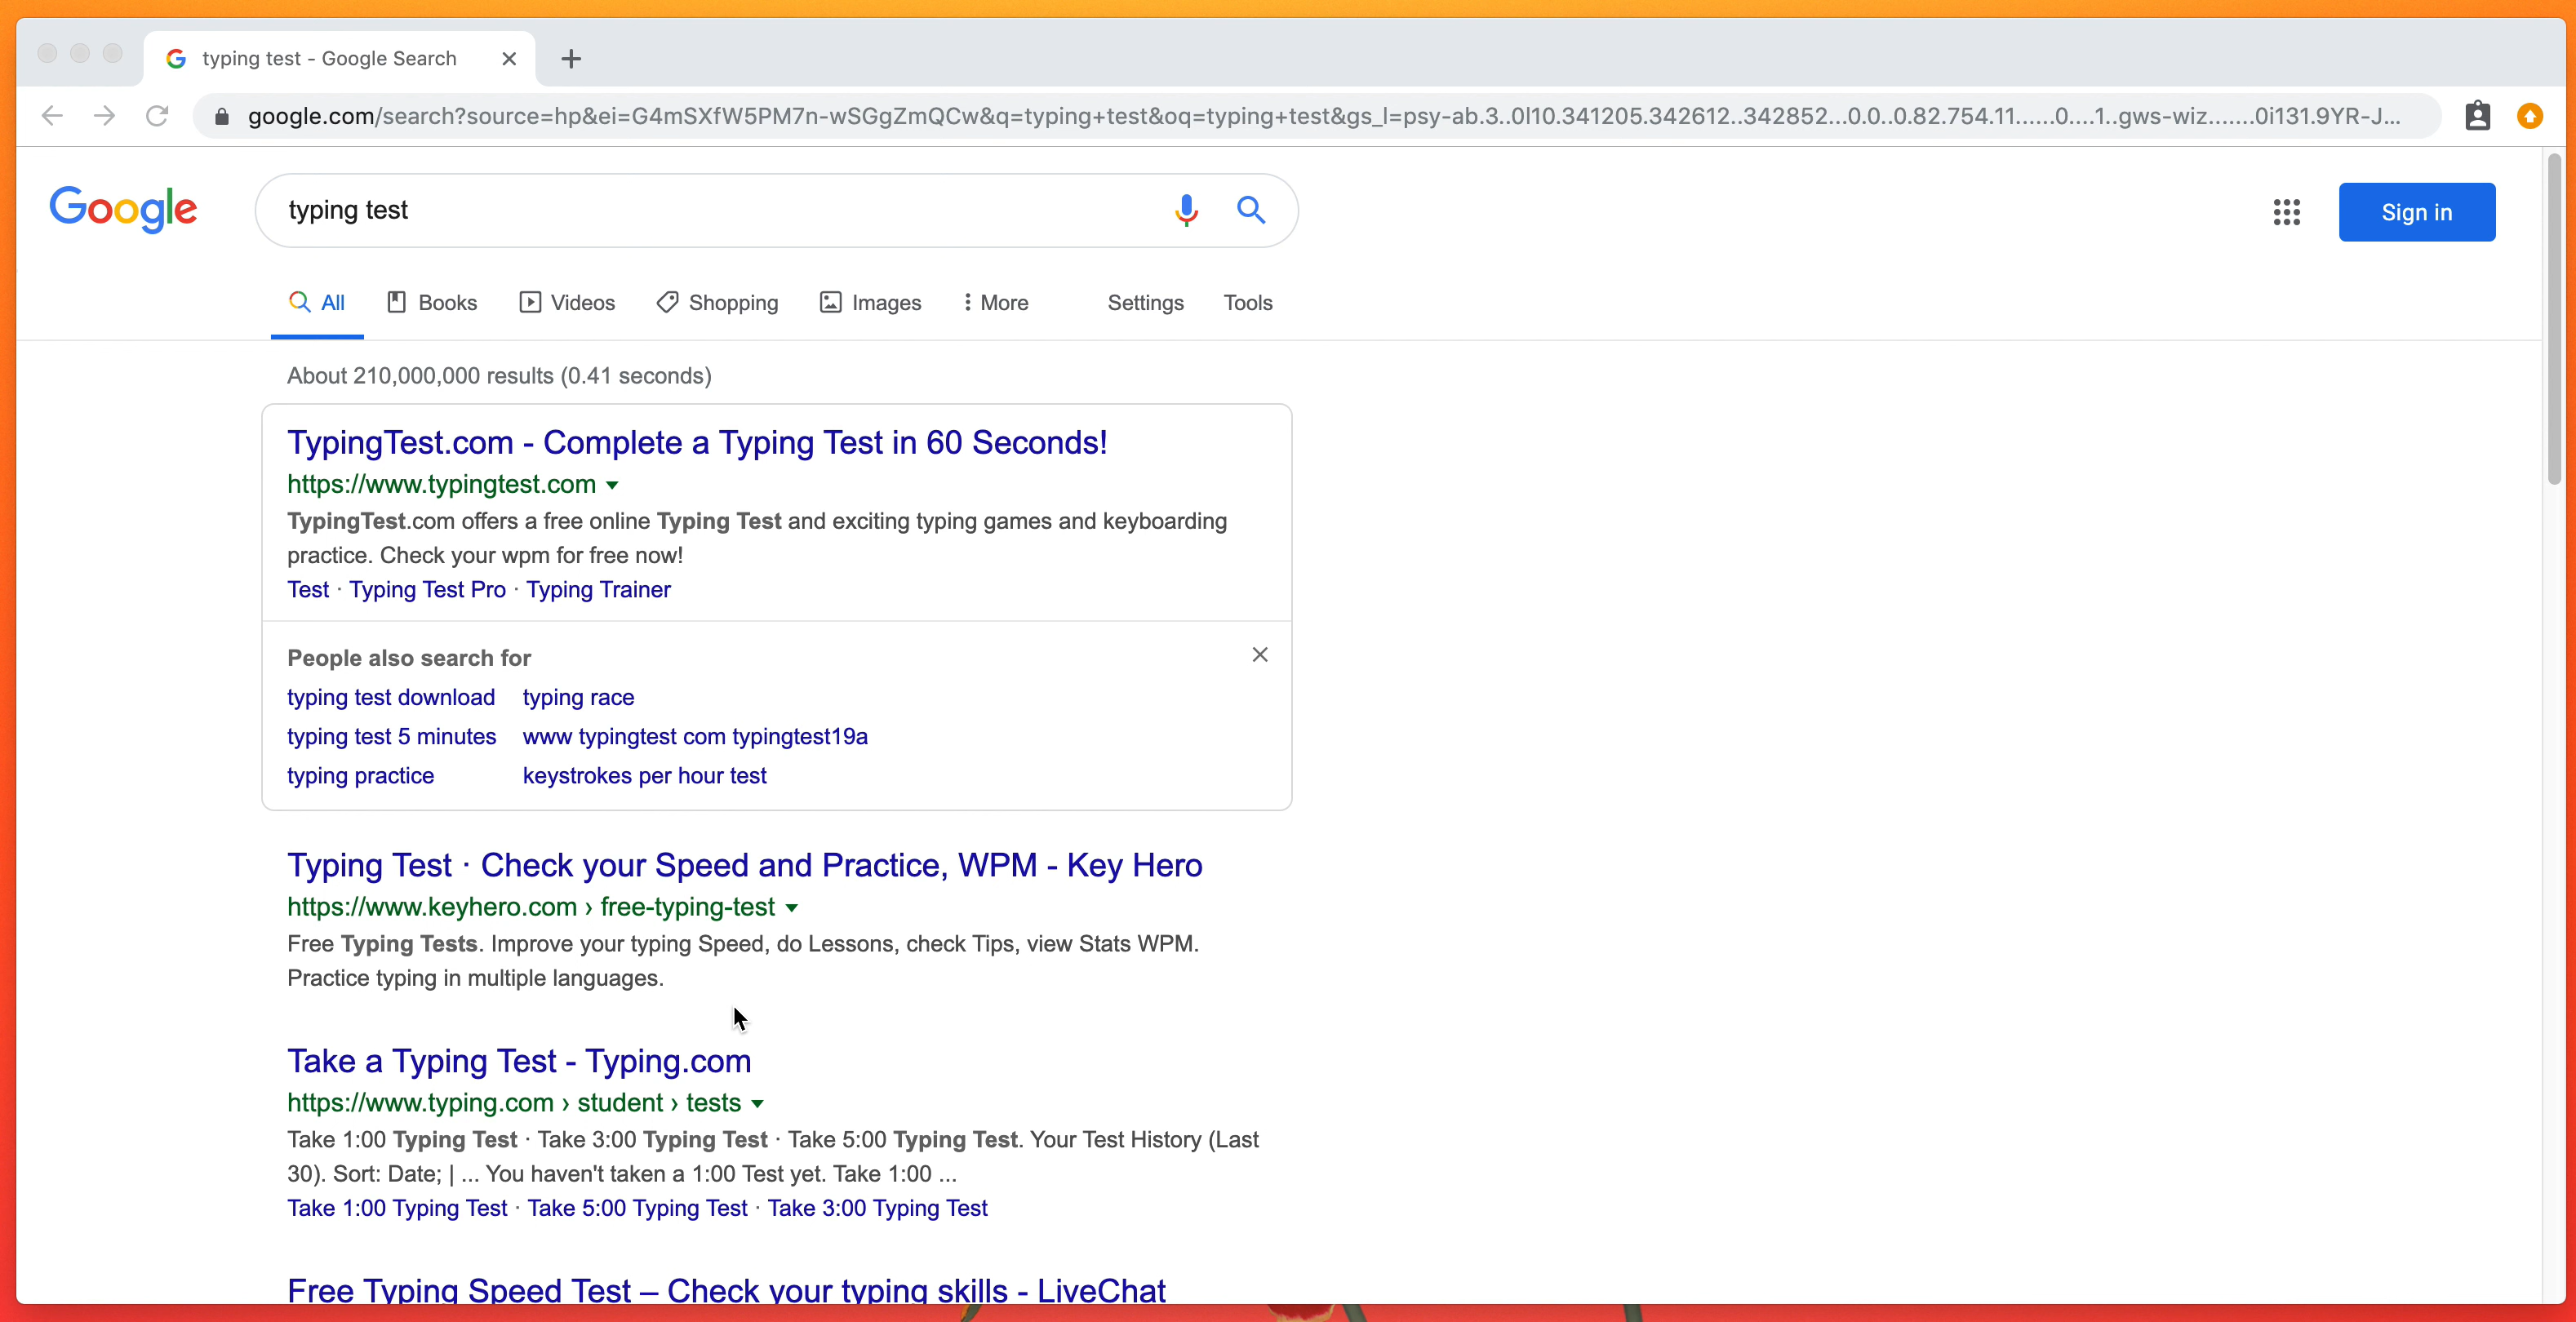 typing test - Google Search
google.com/search?source=hp&ei=G4mSXfW5PM7n-wSGgZmQCw&q=typing+test&oq=typing+test&gs_l=psy-ab.3..0l10.341205.342612..342852...0.0..0.82.754.11......0....1..gws-wiz.......0i131.9YR-J...
Google
typing test
Sign in
All
Books
Videos
Shopping
Images
More
Settings
Tools
About 210,000,000 results (0.41 seconds)
TypingTest.com - Complete a Typing Test in 60 Seconds!
https://www.typingtest.com
TypingTest.com offers a free online Typing Test and exciting typing games and keyboarding
practice. Check your wpm for free now!
Test · Typing Test Pro · Typing Trainer
People also search for
typing test download typing race
typing test 5 minutes www typingtest com typingtest19a
typing practice keystrokes per hour test
Typing Test · Check your Speed and Practice, WPM - Key Hero
https://www.keyhero.com › free-typing-test
Free Typing Tests. Improve your typing Speed, do Lessons, check Tips, view Stats WPM.
Practice typing in multiple languages.
Take a Typing Test - Typing.com
https://www.typing.com › student › tests
Take 1:00 Typing Test · Take 3:00 Typing Test · Take 5:00 Typing Test. Your Test History (Last
30). Sort: Date; | ... You haven't taken a 1:00 Test yet. Take 1:00 ...
Take 1:00 Typing Test · Take 5:00 Typing Test · Take 3:00 Typing Test
Free Typing Speed Test – Check your typing skills - LiveChat